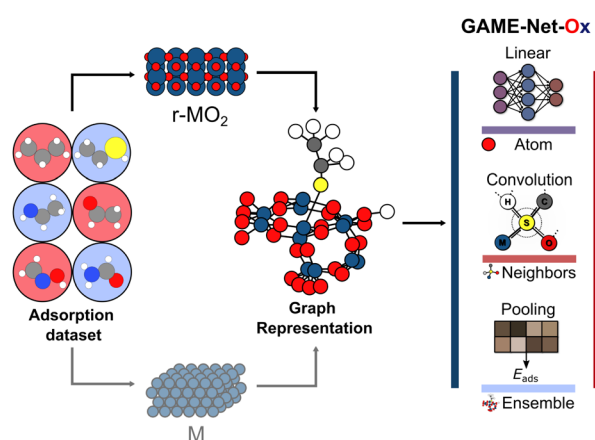 GAME-Net-Ox
Linear
r-MO₂
Atom
Convolution
H
C
S
M
O
Neighbors
Adsorption
dataset
Graph
Representation
Pooling
Eads
Ensemble
M